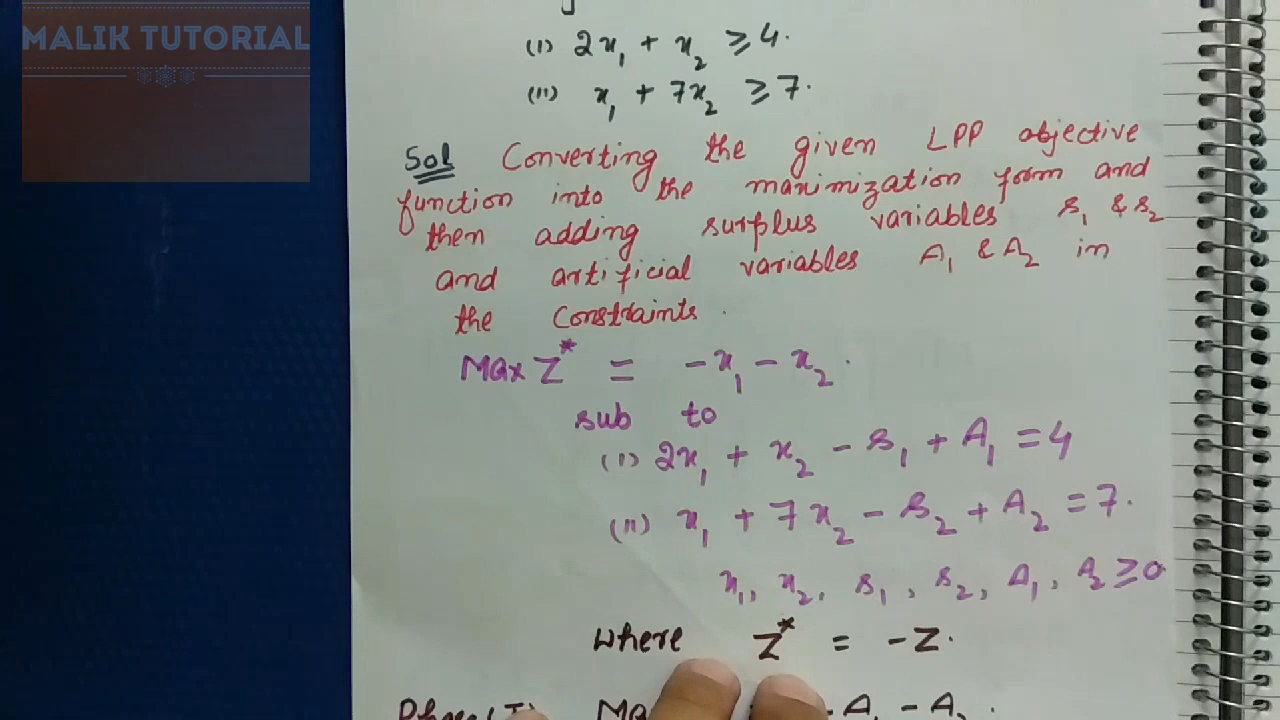 MALIK TUTORIAL
(I) 2x₁ + x₂ ≥ 4.
(II) x₁ + 7x₂ ≥ 7.
Sol Converting the given LPP objective
function into the maximization form and
then adding surplus variables s₁ & s₂
and artificial variables A₁ & A₂ in
the constraints.
Max Z* = -x₁ - x₂.
sub to
(I) 2x₁ + x₂ - s₁ + A₁ = 4
(II) x₁ + 7x₂ - s₂ + A₂ = 7.
x₁, x₂, s₁, s₂, A₁, A₂ ≥ 0
Where Z* = -Z.